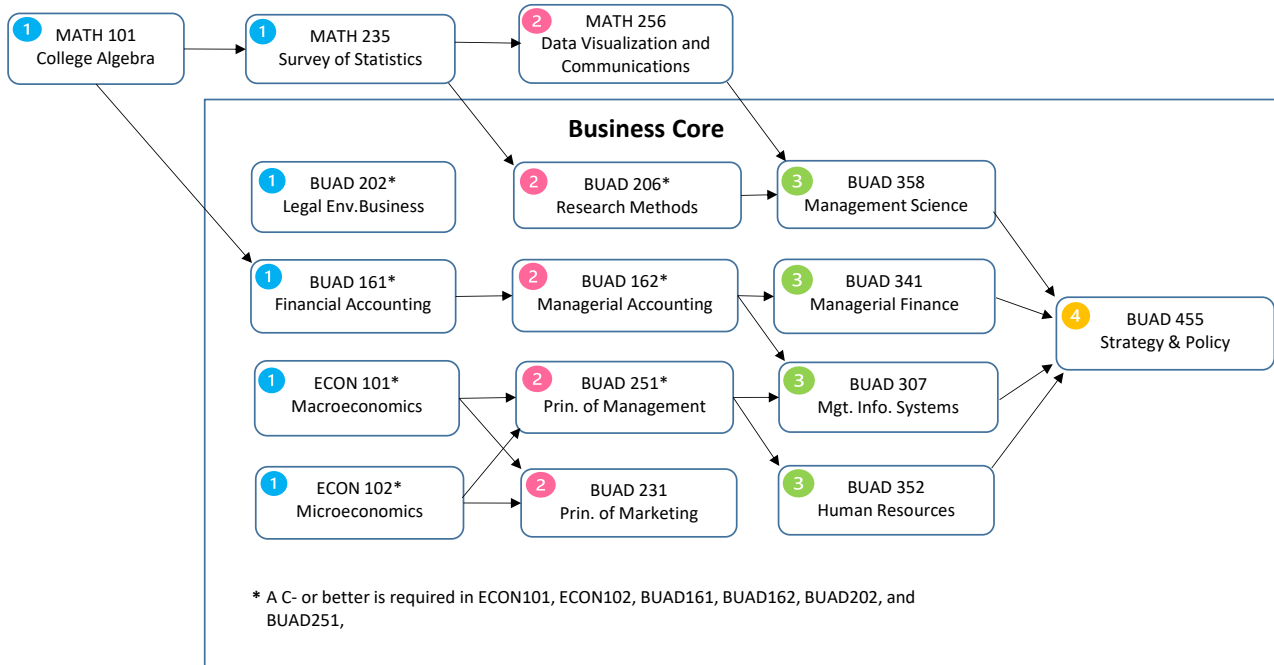 1
MATH 101
College Algebra
1
MATH 235
Survey of Statistics
2
MATH 256
Data Visualization and
Communications
Business Core
1
BUAD 202*
Legal Env.Business
2
BUAD 206*
Research Methods
3
BUAD 358
Management Science
1
BUAD 161*
Financial Accounting
2
BUAD 162*
Managerial Accounting
3
BUAD 341
Managerial Finance
4
BUAD 455
Strategy & Policy
1
ECON 101*
Macroeconomics
2
BUAD 251*
Prin. of Management
3
BUAD 307
Mgt. Info. Systems
1
ECON 102*
Microeconomics
2
BUAD 231
Prin. of Marketing
3
BUAD 352
Human Resources
* A C- or better is required in ECON101, ECON102, BUAD161, BUAD162, BUAD202, and
BUAD251,